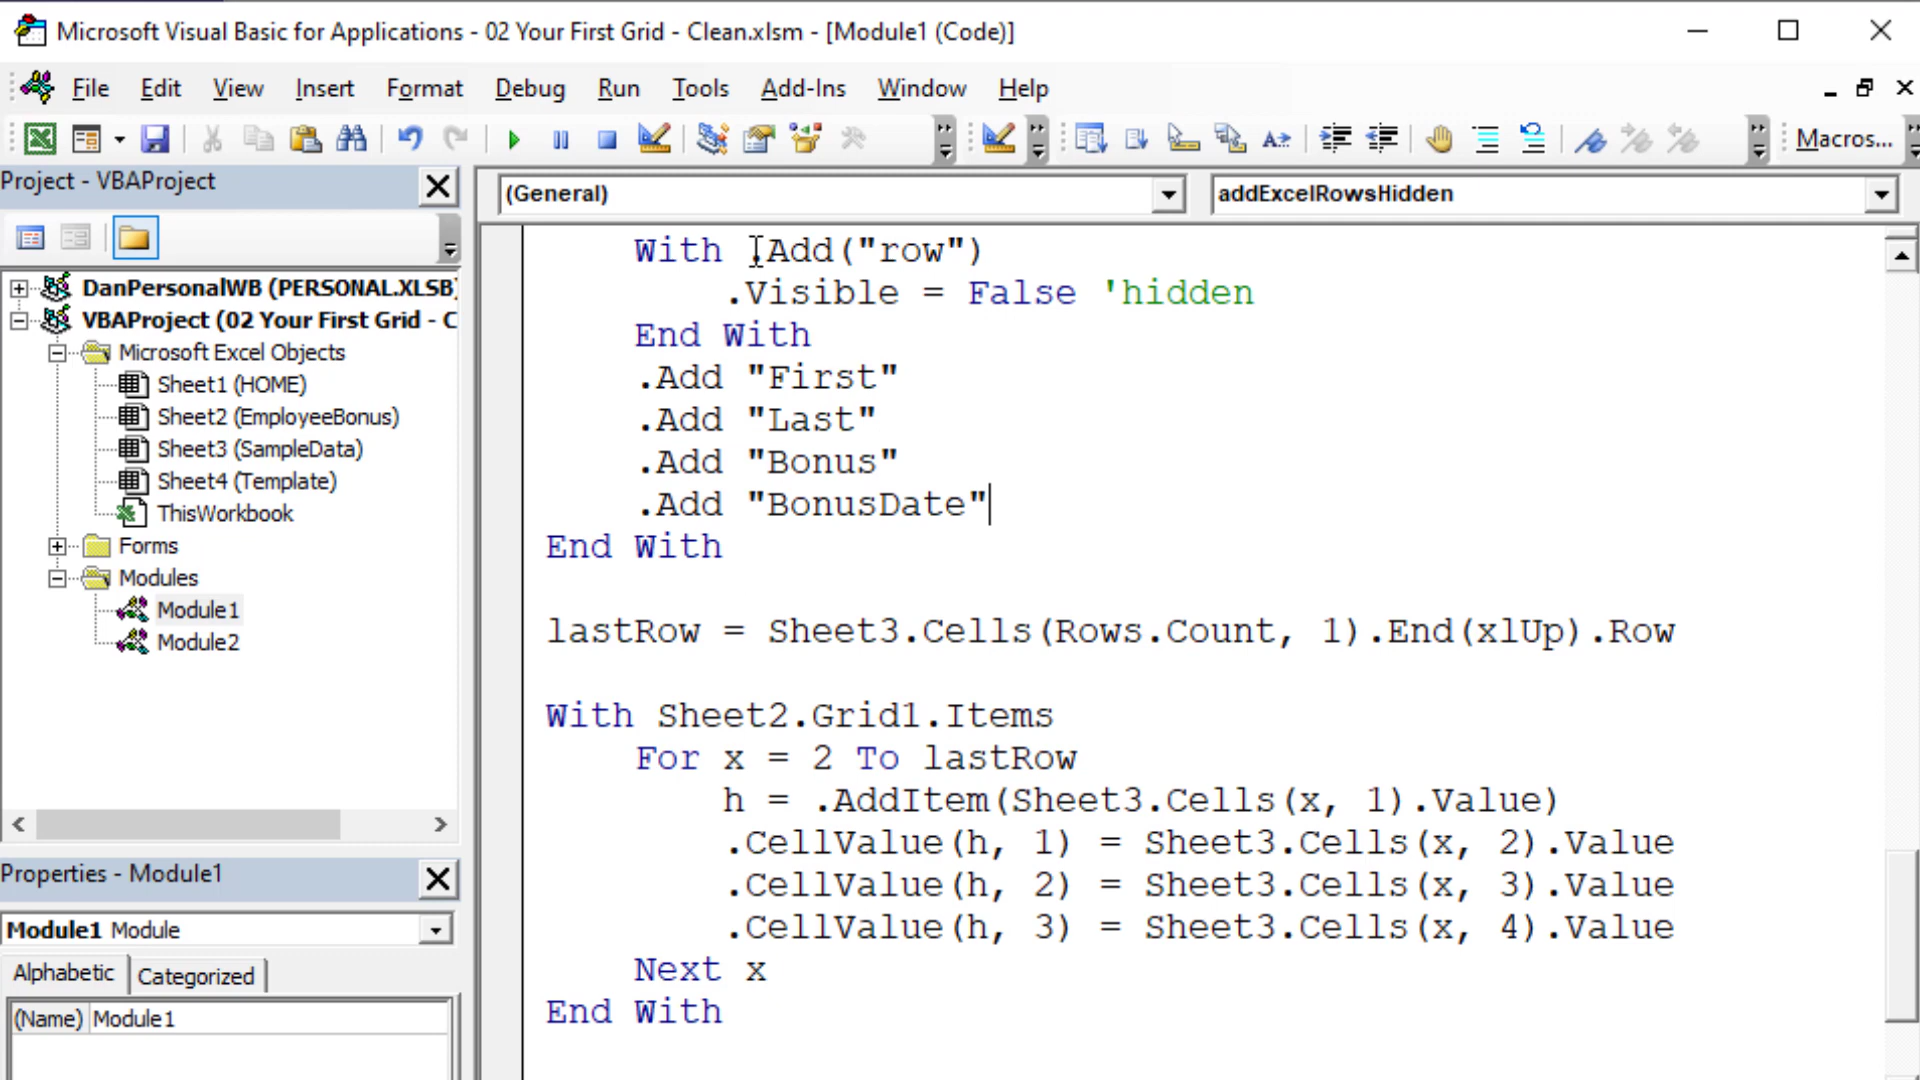 Microsoft Visual Basic for Applications - 02 Your First Grid - Clean.xlsm - [Module1 (Code)]
File Edit View Insert Format Debug Run Tools Add-Ins Window Help
Macros...
Project - VBAProject
DanPersonalWB (PERSONAL.XLSB)
VBAProject (02 Your First Grid - C
Microsoft Excel Objects
Sheet1 (HOME)
Sheet2 (EmployeeBonus)
Sheet3 (SampleData)
Sheet4 (Template)
ThisWorkbook
Forms
Modules
Module1
Module2
Properties - Module1
Module1 Module
Alphabetic Categorized
(Name) Module1
(General) addExcelRowsHidden
With .Add("row")
.Visible = False 'hidden
End With
.Add "First"
.Add "Last"
.Add "Bonus"
.Add "BonusDate"
End With
lastRow = Sheet3.Cells(Rows.Count, 1).End(xlUp).Row
With Sheet2.Grid1.Items
For x = 2 To lastRow
h = .AddItem(Sheet3.Cells(x, 1).Value)
.CellValue(h, 1) = Sheet3.Cells(x, 2).Value
.CellValue(h, 2) = Sheet3.Cells(x, 3).Value
.CellValue(h, 3) = Sheet3.Cells(x, 4).Value
Next x
End With